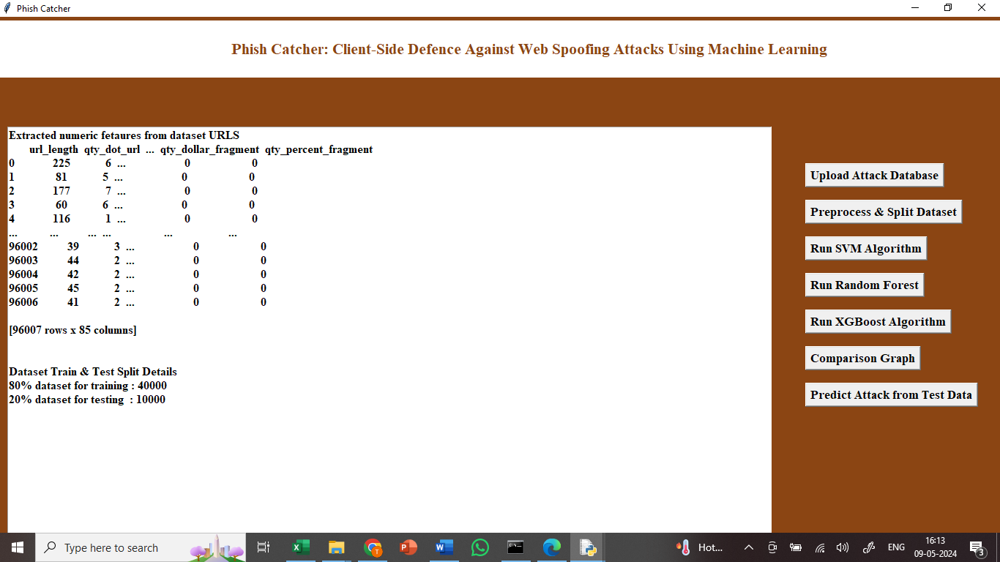 Phish Catcher
Phish Catcher: Client-Side Defence Against Web Spoofing Attacks Using Machine Learning
Extracted numeric fetaures from dataset URLS
url_length qty_dot_url ... qty_dollar_fragment qty_percent_fragment
0 225 6 ... 0 0
1 81 5 ... 0 0
2 177 7 ... 0 0
3 60 6 ... 0 0
4 116 1 ... 0 0
... ... ... ... ... ...
96002 39 3 ... 0 0
96003 44 2 ... 0 0
96004 42 2 ... 0 0
96005 45 2 ... 0 0
96006 41 2 ... 0 0
[96007 rows x 85 columns]
Dataset Train & Test Split Details
80% dataset for training : 40000
20% dataset for testing : 10000
Upload Attack Database
Preprocess & Split Dataset
Run SVM Algorithm
Run Random Forest
Run XGBoost Algorithm
Comparison Graph
Predict Attack from Test Data
Type here to search
Hot...
ENG
16:13
09-05-2024
3